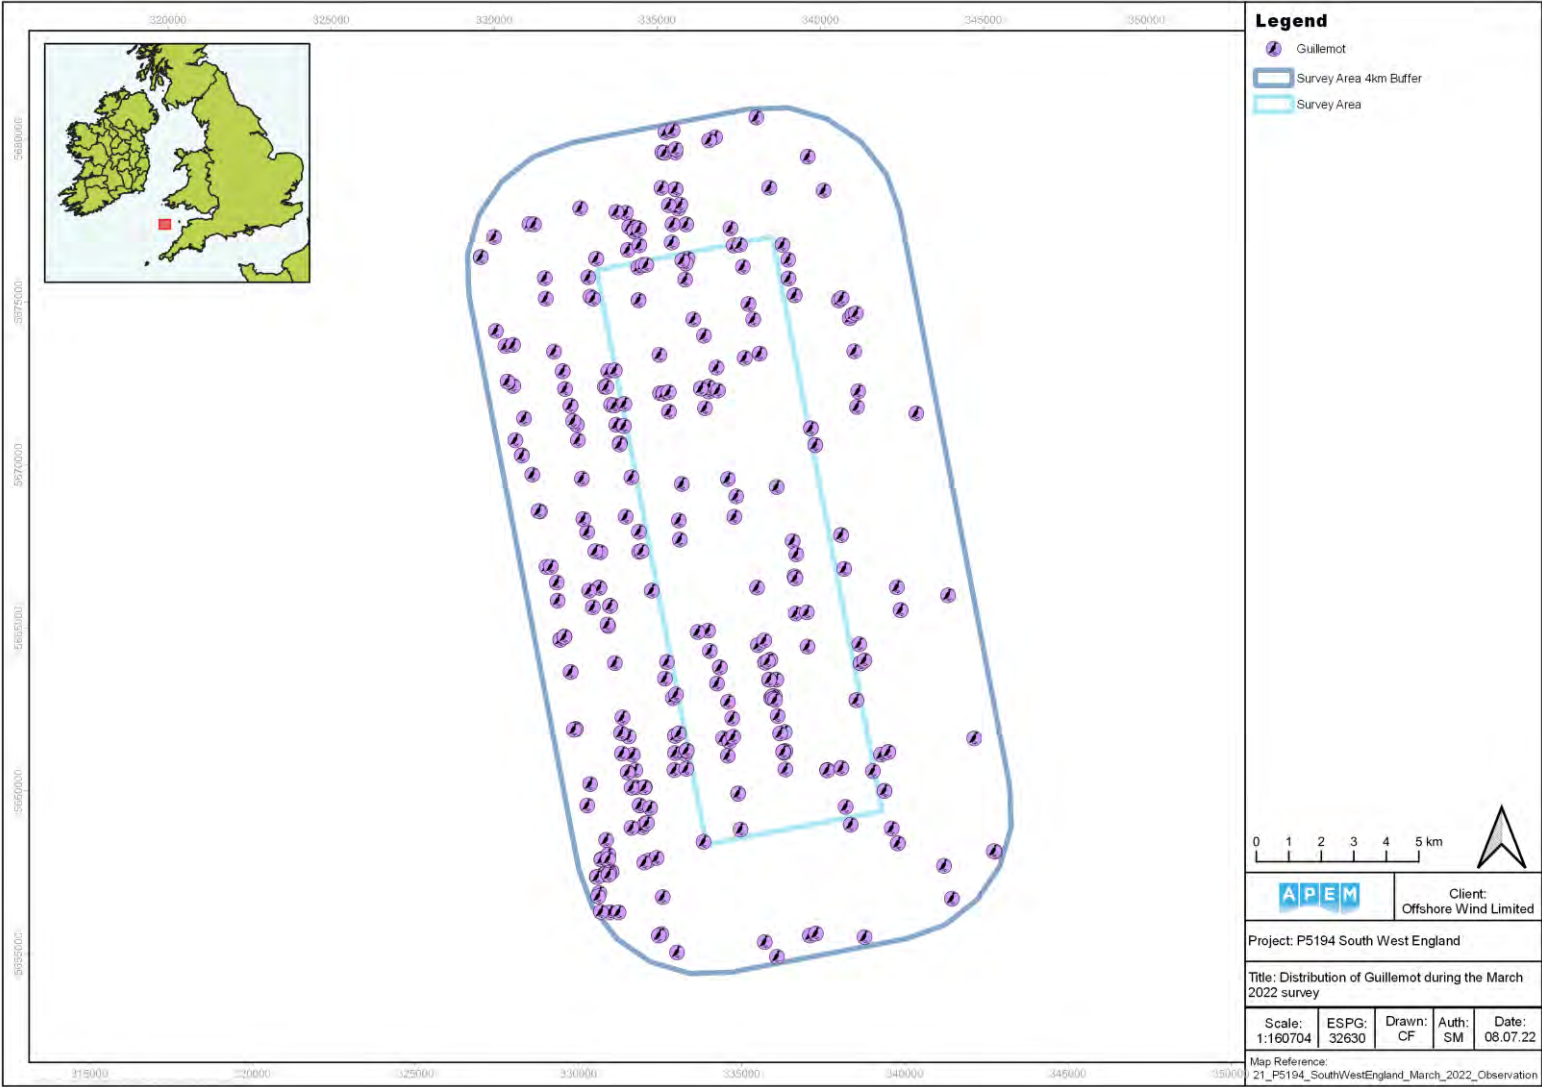 320000 325000 330000 335000 340000 345000 350000
Legend
Guillemot
Survey Area 4km Buffer
Survey Area
5680000
5675000
5670000
5665000
5660000
5655000
0 1 2 3 4 5 km
APEM
Client:
Offshore Wind Limited
Project: P5194 South West England
Title: Distribution of Guillemot during the March
2022 survey
Scale:
1:160704
ESPG:
32630
Drawn:
CF
Auth:
SM
Date:
08.07.22
Map Reference:
21_P5194_SouthWestEngland_March_2022_Observation
315000 320000 325000 330000 335000 340000 345000 350000